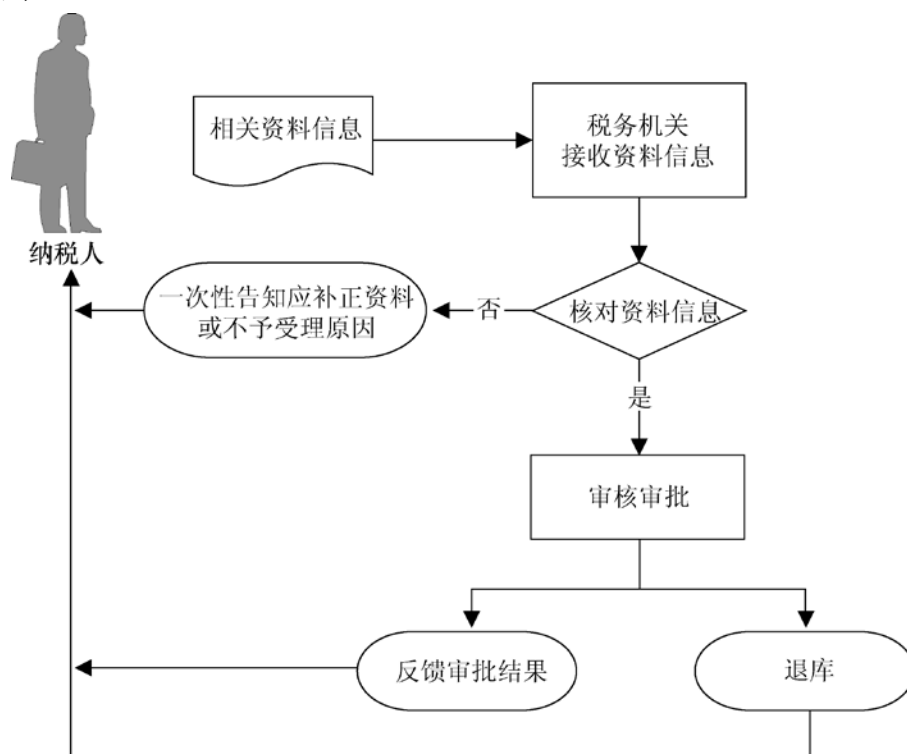 相关资料信息
税务机关
接收资料信息
纳税人
一次性告知应补正资料
或不予受理原因
否
核对资料信息
是
审核审批
反馈审批结果
退库